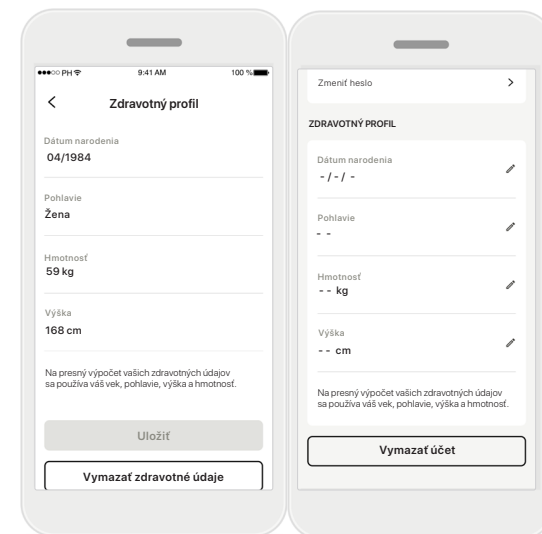 PH
9:41 AM
100 %
Zdravotný profil
Dátum narodenia
04/1984
Pohlavie
Žena
Hmotnosť
59 kg
Výška
168 cm
Na presný výpočet vašich zdravotných údajov
sa používa váš vek, pohlavie, výška a hmotnosť.
Uložiť
Vymazať zdravotné údaje
Zmeniť heslo
ZDRAVOTNÝ PROFIL
Dátum narodenia
- / - / -
Pohlavie
- -
Hmotnosť
- - kg
Výška
- - cm
Na presný výpočet vašich zdravotných údajov
sa používa váš vek, pohlavie, výška a hmotnosť.
Vymazať účet